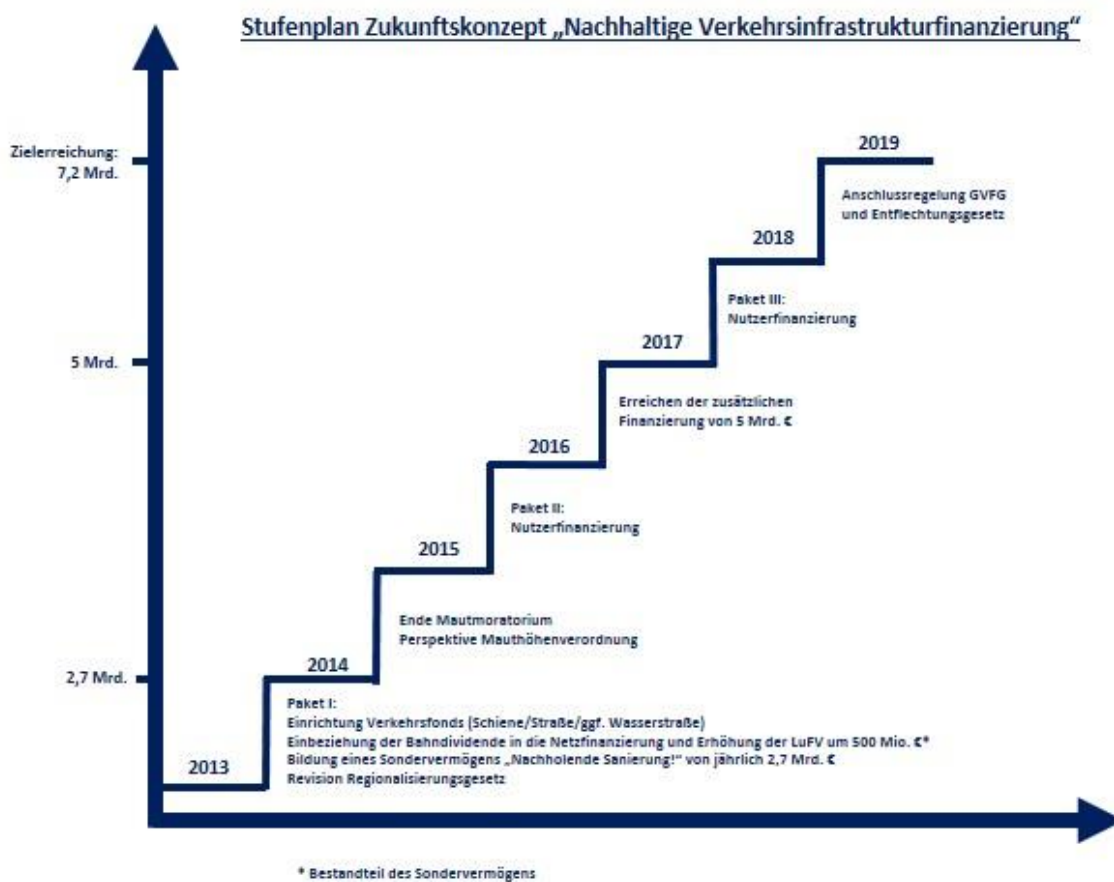 Stufenplan Zukunftskonzept „Nachhaltige Verkehrsinfrastrukturfinanzierung“
Zielerreichung:
7,2 Mrd.
2019
Anschlussregelung GVFG
und Entflechtungsgesetz
2018
Paket III:
Nutzerfinanzierung
5 Mrd.
2017
Erreichen der zusätzlichen
Finanzierung von 5 Mrd. €
2016
Paket II:
Nutzerfinanzierung
2015
Ende Mautmoratorium
Perspektive Mauthöhenverordnung
2,7 Mrd.
2014
Paket I:
Einrichtung Verkehrsfonds (Schiene/Straße/ggf. Wasserstraße)
Einbeziehung der Bahndividende in die Netzfinanzierung und Erhöhung der LuFV um 500 Mio. €*
Bildung eines Sondervermögens „Nachholende Sanierung!“ von jährlich 2,7 Mrd. €
Revision Regionalisierungsgesetz
2013
* Bestandteil des Sondervermögens